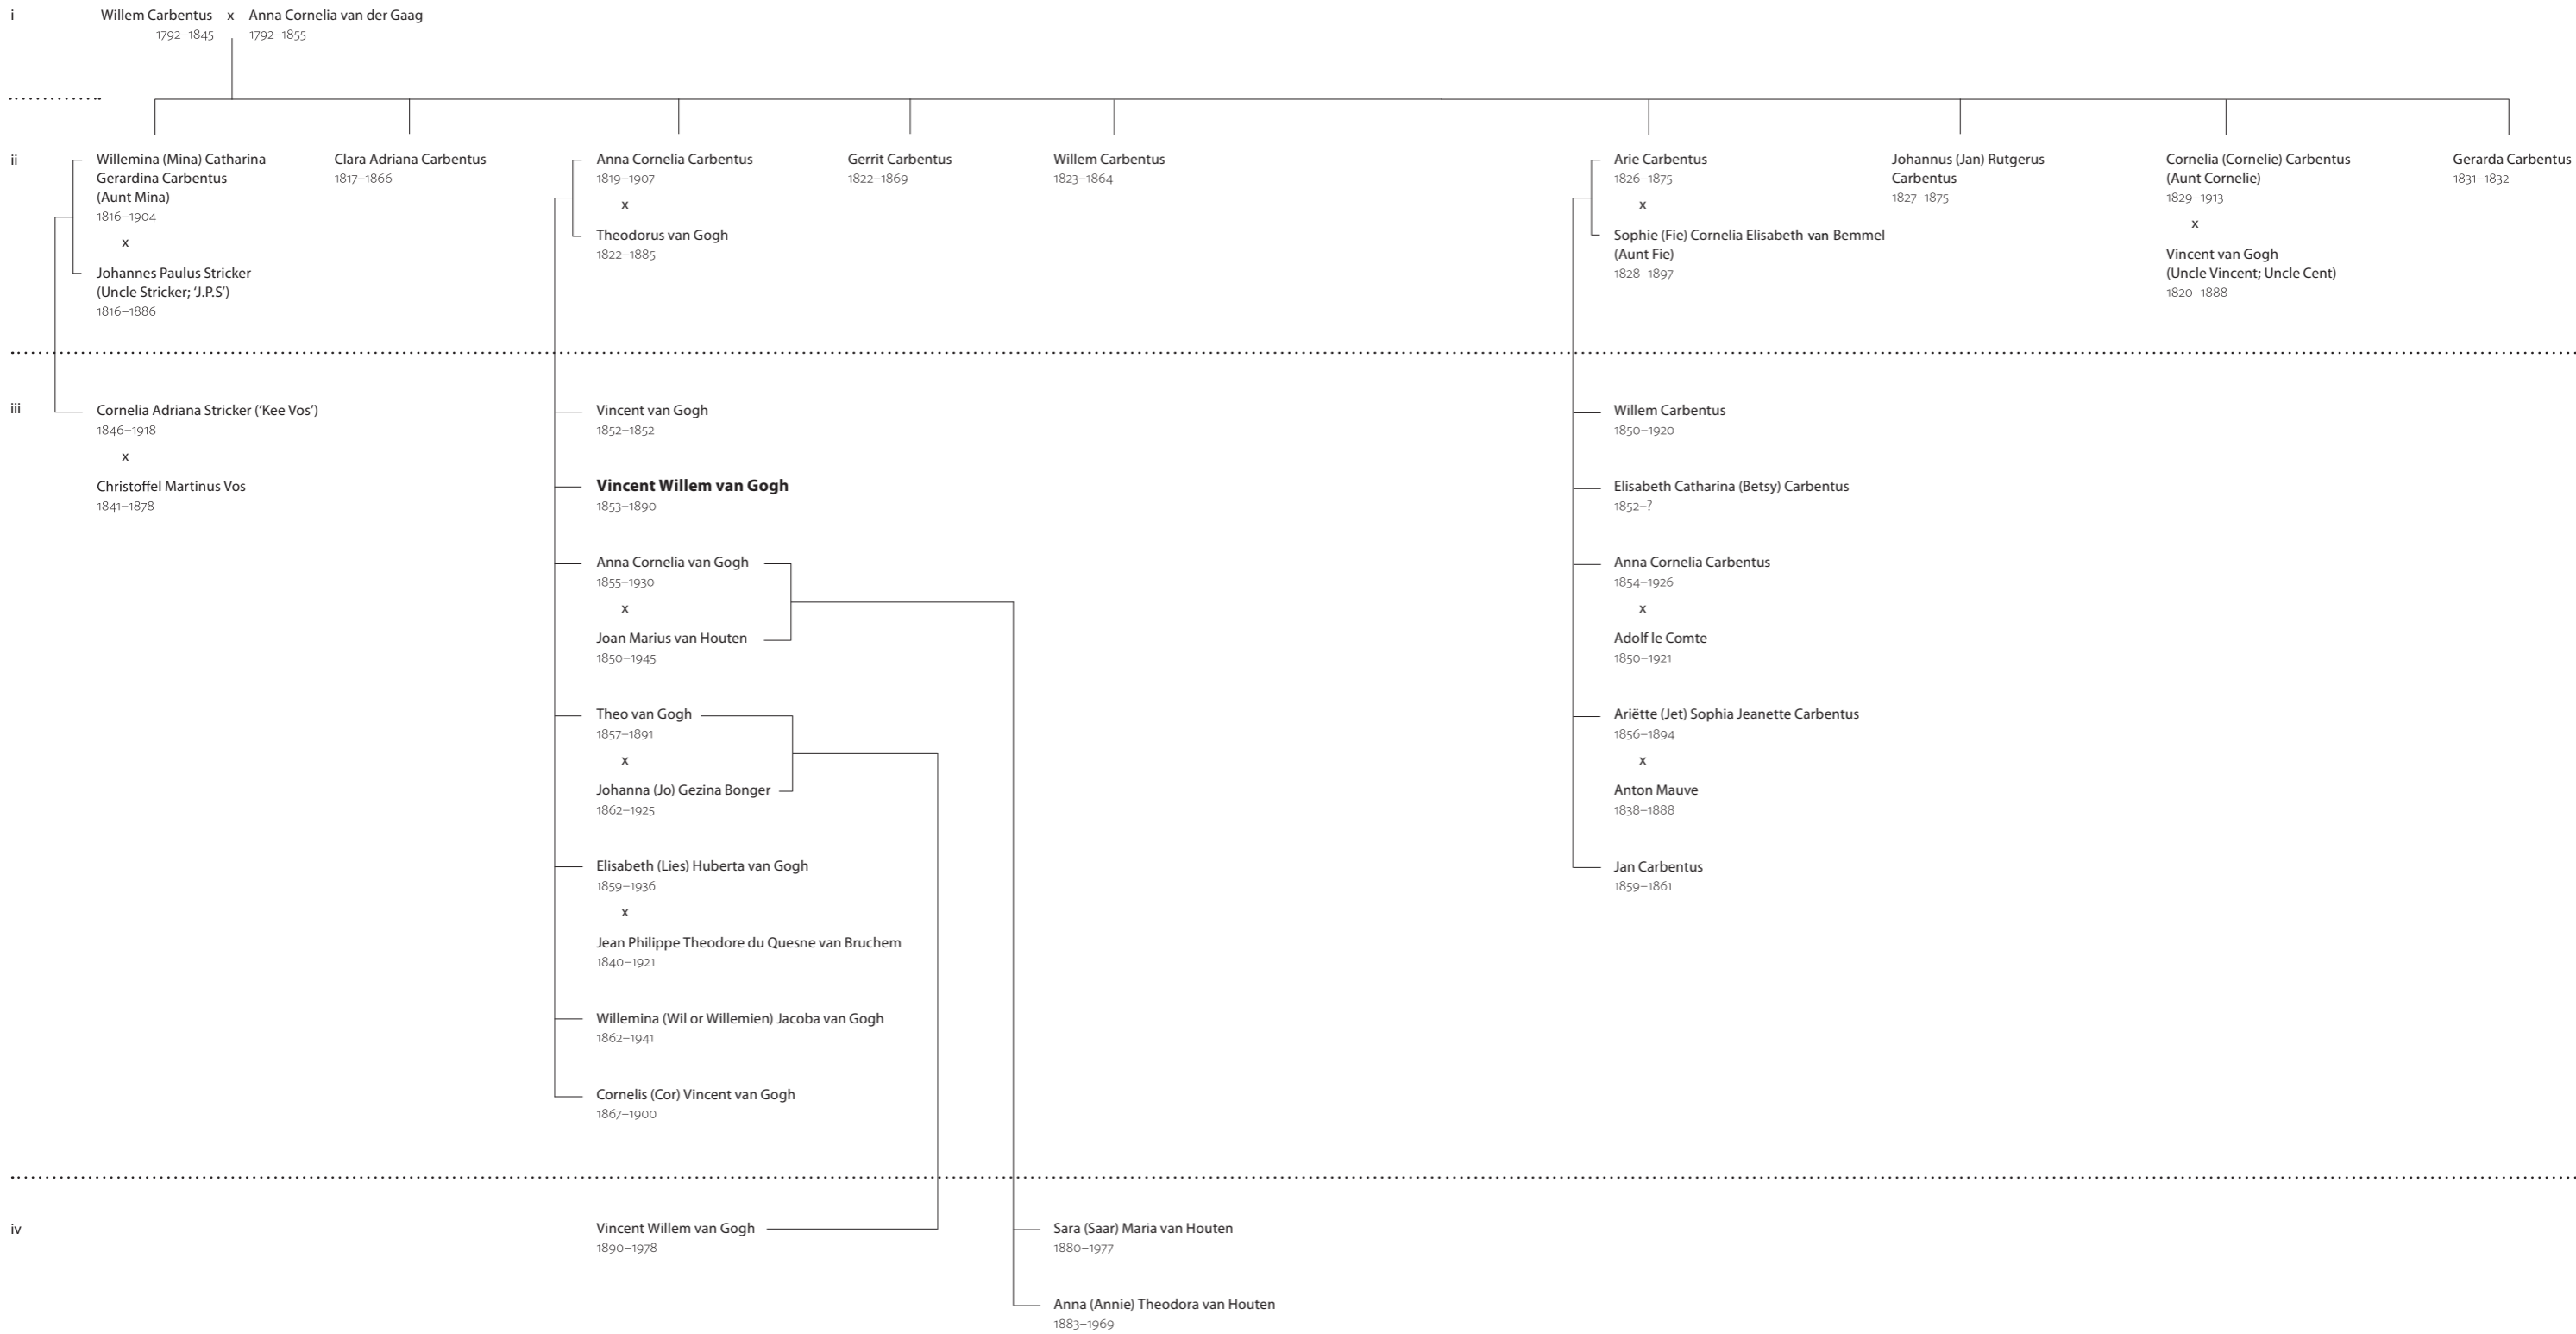 i
Willem Carbentus x Anna Cornelia van der Gaag
1792–1845 1792–1855
ii
Willemina (Mina) Catharina
Gerardina Carbentus
(Aunt Mina)
1816–1904
x
Johannes Paulus Stricker
(Uncle Stricker; ‘J.P.S’)
1816–1886
Clara Adriana Carbentus
1817–1866
Anna Cornelia Carbentus
1819–1907
x
Theodorus van Gogh
1822–1885
Gerrit Carbentus
1822–1869
Willem Carbentus
1823–1864
Arie Carbentus
1826–1875
x
Sophie (Fie) Cornelia Elisabeth van Bemmel
(Aunt Fie)
1828–1897
Johannus (Jan) Rutgerus
Carbentus
1827–1875
Cornelia (Cornelie) Carbentus
(Aunt Cornelie)
1829–1913
x
Vincent van Gogh
(Uncle Vincent; Uncle Cent)
1820–1888
Gerarda Carbentus
1831–1832
iii
Cornelia Adriana Stricker (‘Kee Vos’)
1846–1918
x
Christoffel Martinus Vos
1841–1878
Vincent van Gogh
1852–1852
Vincent Willem van Gogh
1853–1890
Anna Cornelia van Gogh
1855–1930
x
Joan Marius van Houten
1850–1945
Theo van Gogh
1857–1891
x
Johanna (Jo) Gezina Bonger
1862–1925
Elisabeth (Lies) Huberta van Gogh
1859–1936
x
Jean Philippe Theodore du Quesne van Bruchem
1840–1921
Willemina (Wil or Willemien) Jacoba van Gogh
1862–1941
Cornelis (Cor) Vincent van Gogh
1867–1900
Willem Carbentus
1850–1920
Elisabeth Catharina (Betsy) Carbentus
1852–?
Anna Cornelia Carbentus
1854–1926
x
Adolf le Comte
1850–1921
Ariëtte (Jet) Sophia Jeanette Carbentus
1856–1894
x
Anton Mauve
1838–1888
Jan Carbentus
1859–1861
iv
Vincent Willem van Gogh
1890–1978
Sara (Saar) Maria van Houten
1880–1977
Anna (Annie) Theodora van Houten
1883–1969